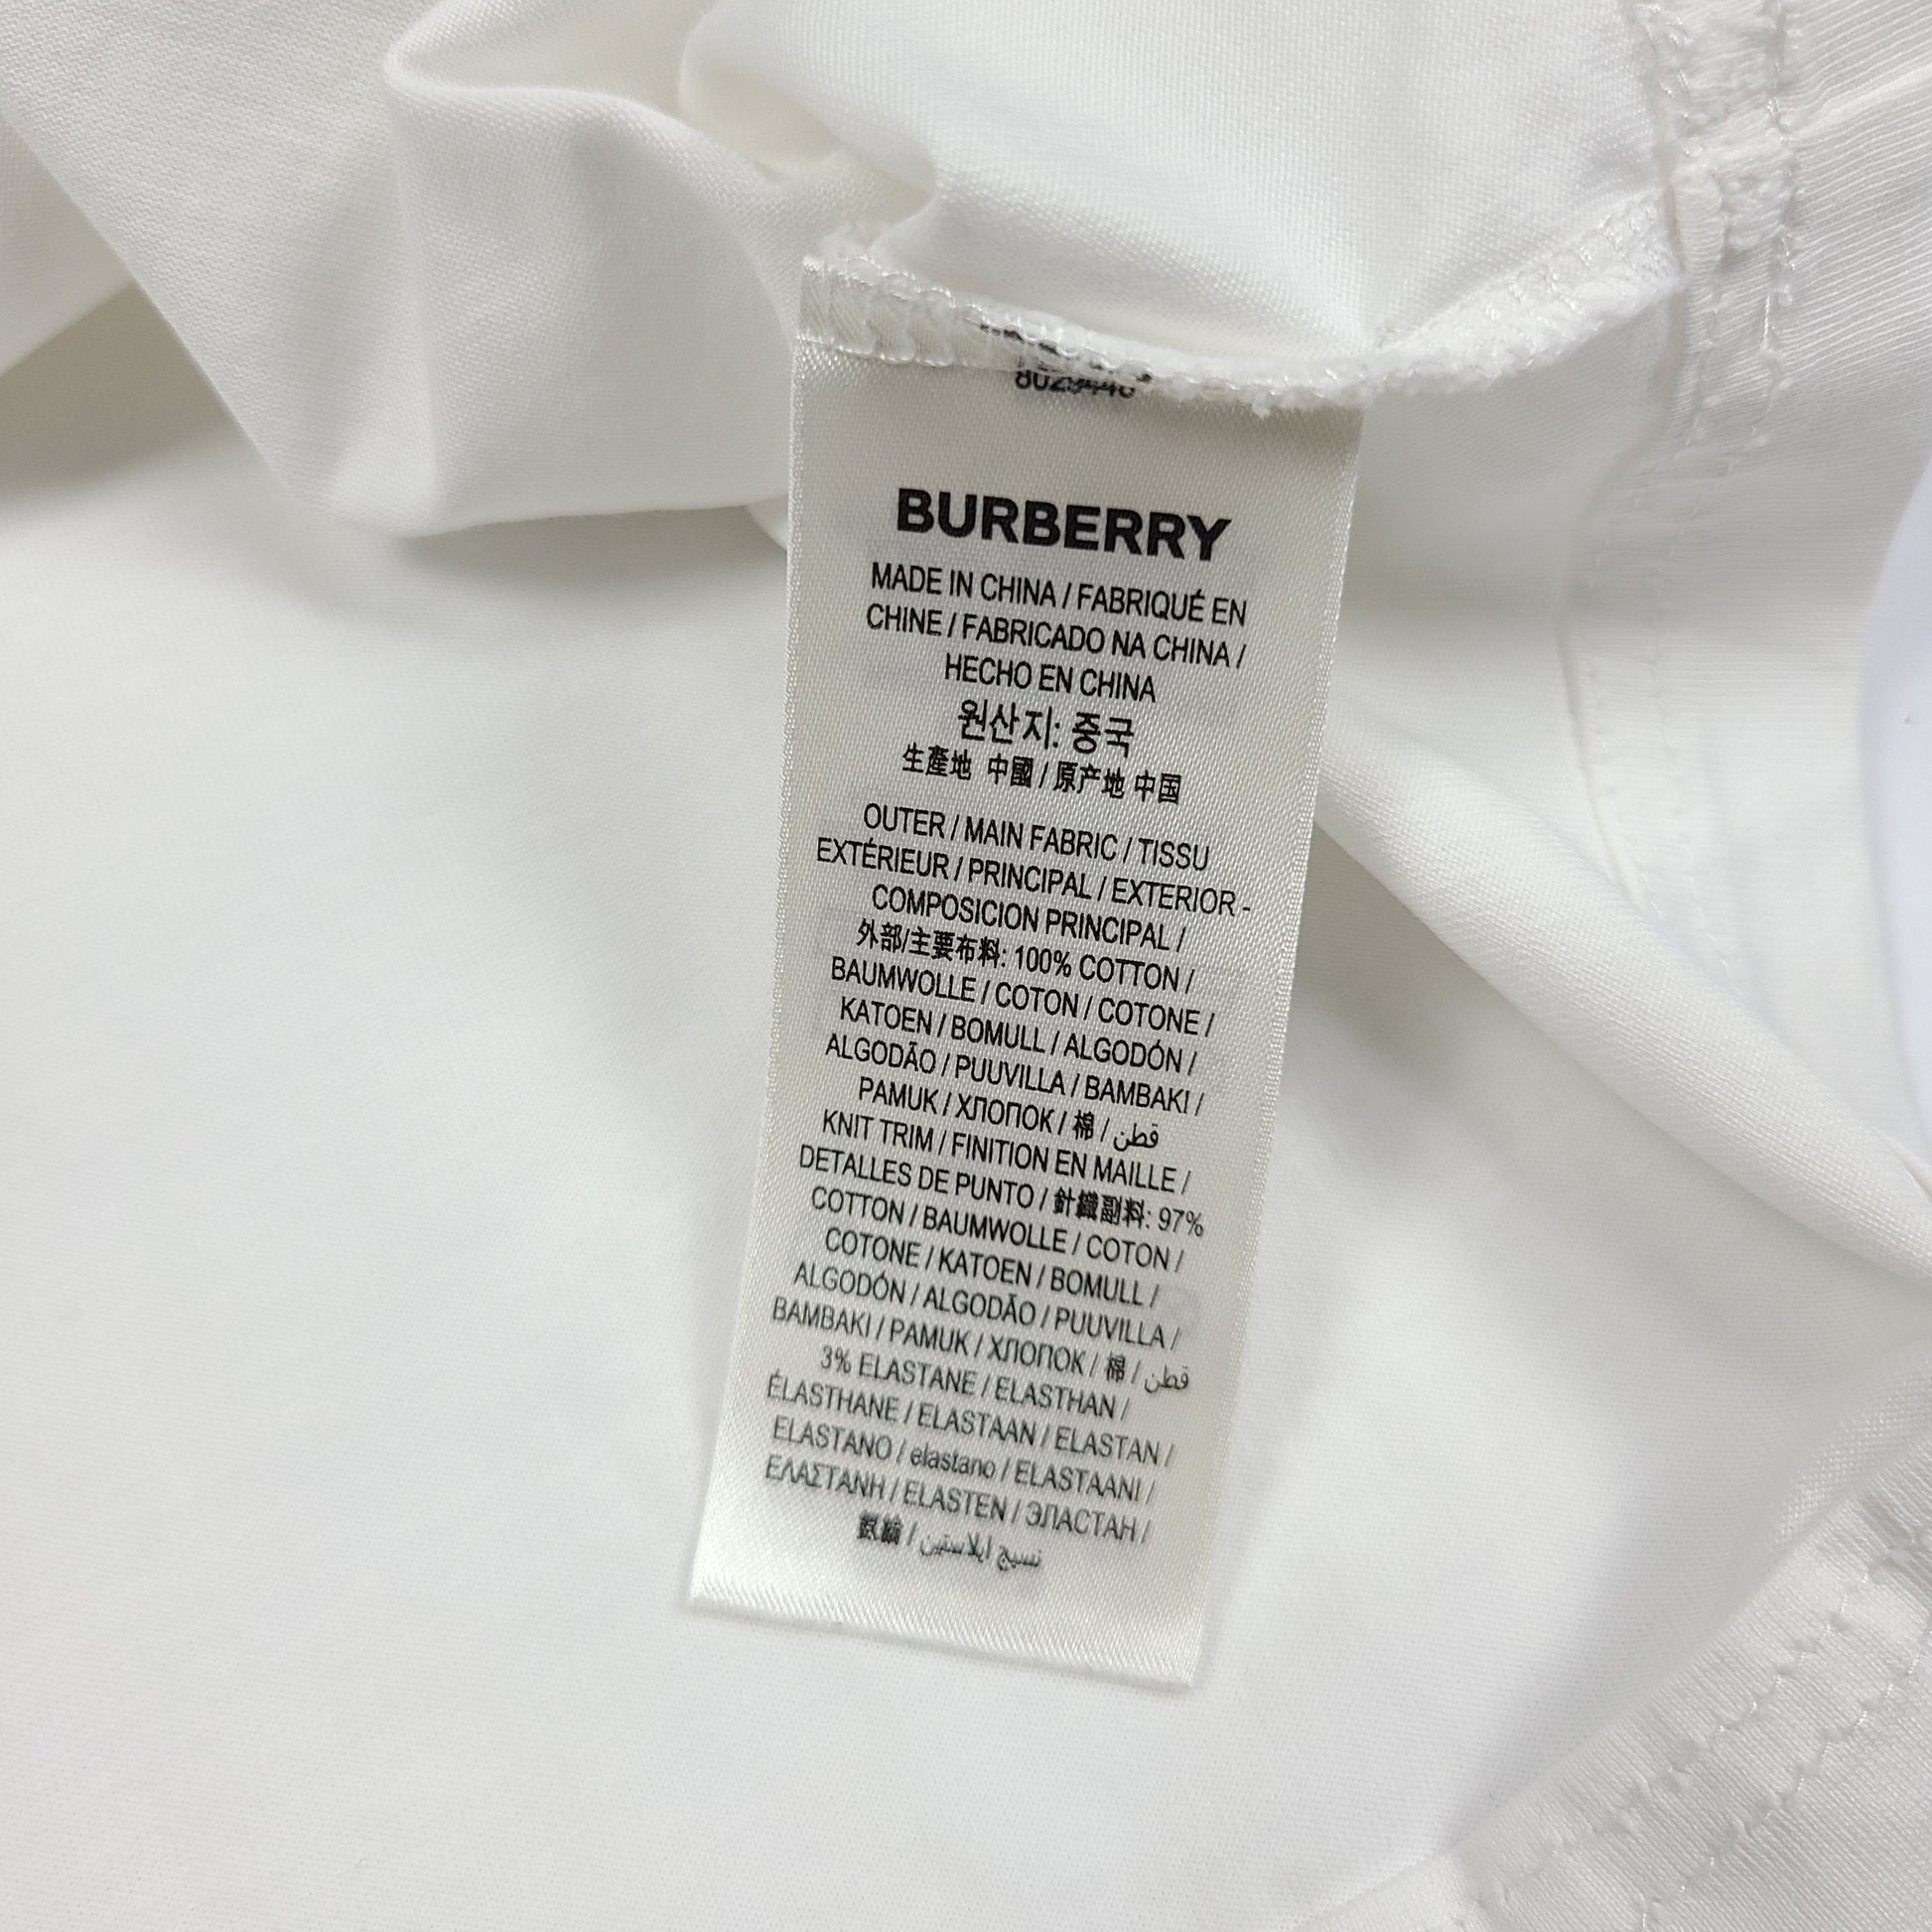 BURBERRY
MADE IN CHINA / FABRIQUÉ EN
CHINE / FABRICADO NA CHINA /
HECHO EN CHINA
원산지: 중국
生產地 中國 / 原产地 中国
OUTER / MAIN FABRIC / TISSU
EXTÉRIEUR / PRINCIPAL / EXTERIOR -
COMPOSICION PRINCIPAL /
外部/主要布料: 100% COTTON /
BAUMWOLLE / COTON / COTONE /
KATOEN / BOMULL / ALGODÓN /
ALGODÃO / PUUVILLA / BAMBAKI /
PAMUK / ХЛОПОК / 棉 / قطن
KNIT TRIM / FINITION EN MAILLE /
DETALLES DE PUNTO / 針織副料: 97%
COTTON / BAUMWOLLE / COTON /
COTONE / KATOEN / BOMULL /
ALGODÓN / ALGODÃO / PUUVILLA /
BAMBAKI / PAMUK / ХЛОПОК / 棉 / قطن
3% ELASTANE / ELASTHAN /
ÉLASTHANE / ELASTAAN / ELASTAN /
ELASTANO / elastano / ELASTAANI /
ΕΛΑΣΤΑΝΗ / ELASTEN / ЭЛАСТАН /
氨綸 / نسيج ايلاستين